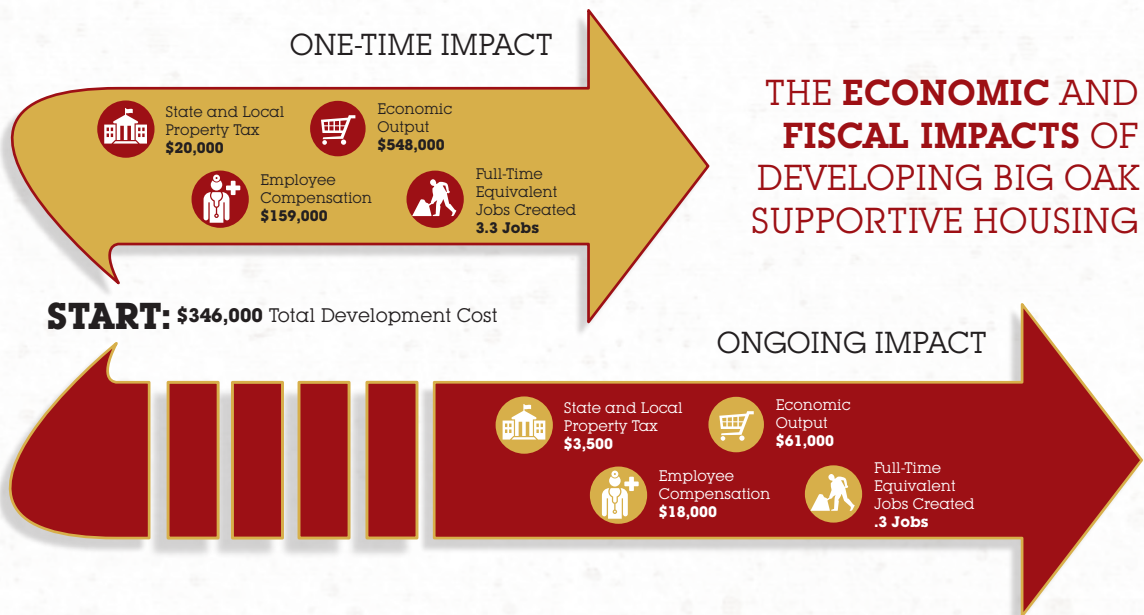 ONE-TIME IMPACT
State and Local
Property Tax
$20,000
Economic
Output
$548,000
Employee
Compensation
$159,000
Full-Time
Equivalent
Jobs Created
3.3 Jobs
THE ECONOMIC AND
FISCAL IMPACTS OF
DEVELOPING BIG OAK
SUPPORTIVE HOUSING
START: $346,000 Total Development Cost
ONGOING IMPACT
State and Local
Property Tax
$3,500
Economic
Output
$61,000
Employee
Compensation
$18,000
Full-Time
Equivalent
Jobs Created
.3 Jobs